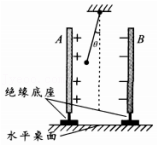 θ
A + - B
+ -
+ -
+ -
绝缘底座
水平桌面